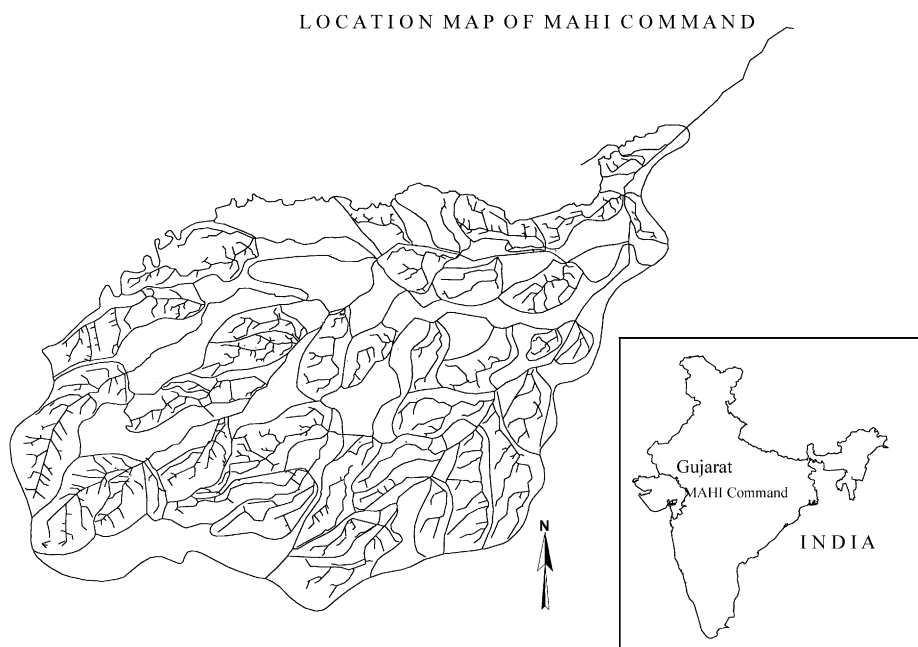 LOCATION MAP OF MAHI COMMAND
Gujarat
MAHI Command
INDIA
N